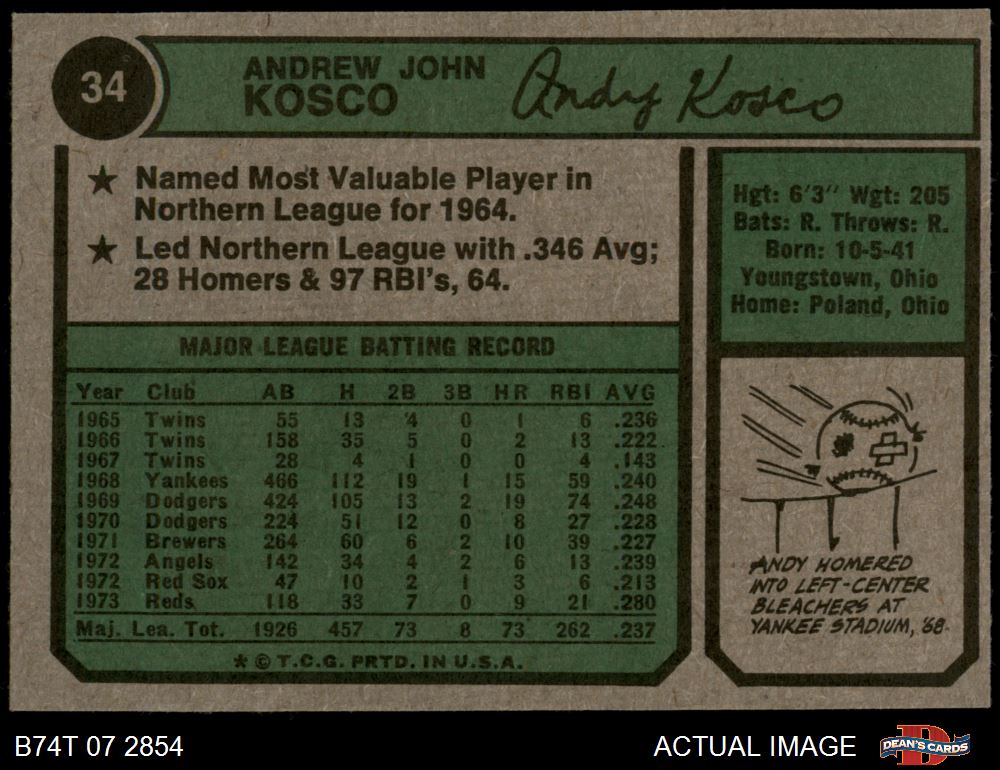 34
ANDREW JOHN
KOSCO
Andy Kosco
★ Named Most Valuable Player in
Northern League for 1964.
★ Led Northern League with .346 Avg;
28 Homers & 97 RBI's, 64.
Hgt: 6'3" Wgt: 205
Bats: R. Throws: R.
Born: 10-5-41
Youngstown, Ohio
Home: Poland, Ohio
MAJOR LEAGUE BATTING RECORD
Year Club AB H 2B 3B HR RBI AVG
1965 Twins 55 13 4 0 1 6 .236
1966 Twins 158 35 5 0 2 13 .222
1967 Twins 28 4 1 0 0 4 .143
1968 Yankees 466 112 19 1 15 59 .240
1969 Dodgers 424 105 13 2 19 74 .248
1970 Dodgers 224 51 12 0 8 27 .228
1971 Brewers 264 60 6 2 10 39 .227
1972 Angels 142 34 4 2 6 13 .239
1972 Red Sox 47 10 2 1 3 6 .213
1973 Reds 118 33 7 0 9 21 .280
Maj. Lea. Tot. 1926 457 73 8 73 262 .237
* © T.C.G. PRTD. IN U.S.A.
ANDY HOMERED
INTO LEFT-CENTER
BLEACHERS AT
YANKEE STADIUM, '68.
B74T 07 2854
ACTUAL IMAGE
D
DEAN'S CARDS